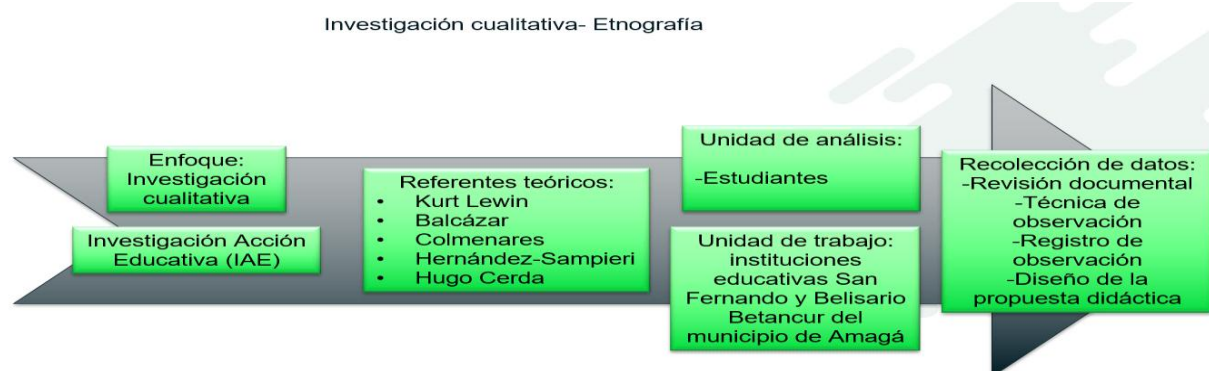 Investigación cualitativa- Etnografía
Enfoque:
Investigación
cualitativa
Investigación Acción
Educativa (IAE)
Referentes teóricos:
• Kurt Lewin
• Balcázar
• Colmenares
• Hernández-Sampieri
• Hugo Cerda
Unidad de análisis:
-Estudiantes
Unidad de trabajo:
instituciones
educativas San
Fernando y Belisario
Betancur del
municipio de Amagá
Recolección de datos:
-Revisión documental
-Técnica de
observación
-Registro de
observación
-Diseño de la
propuesta didáctica